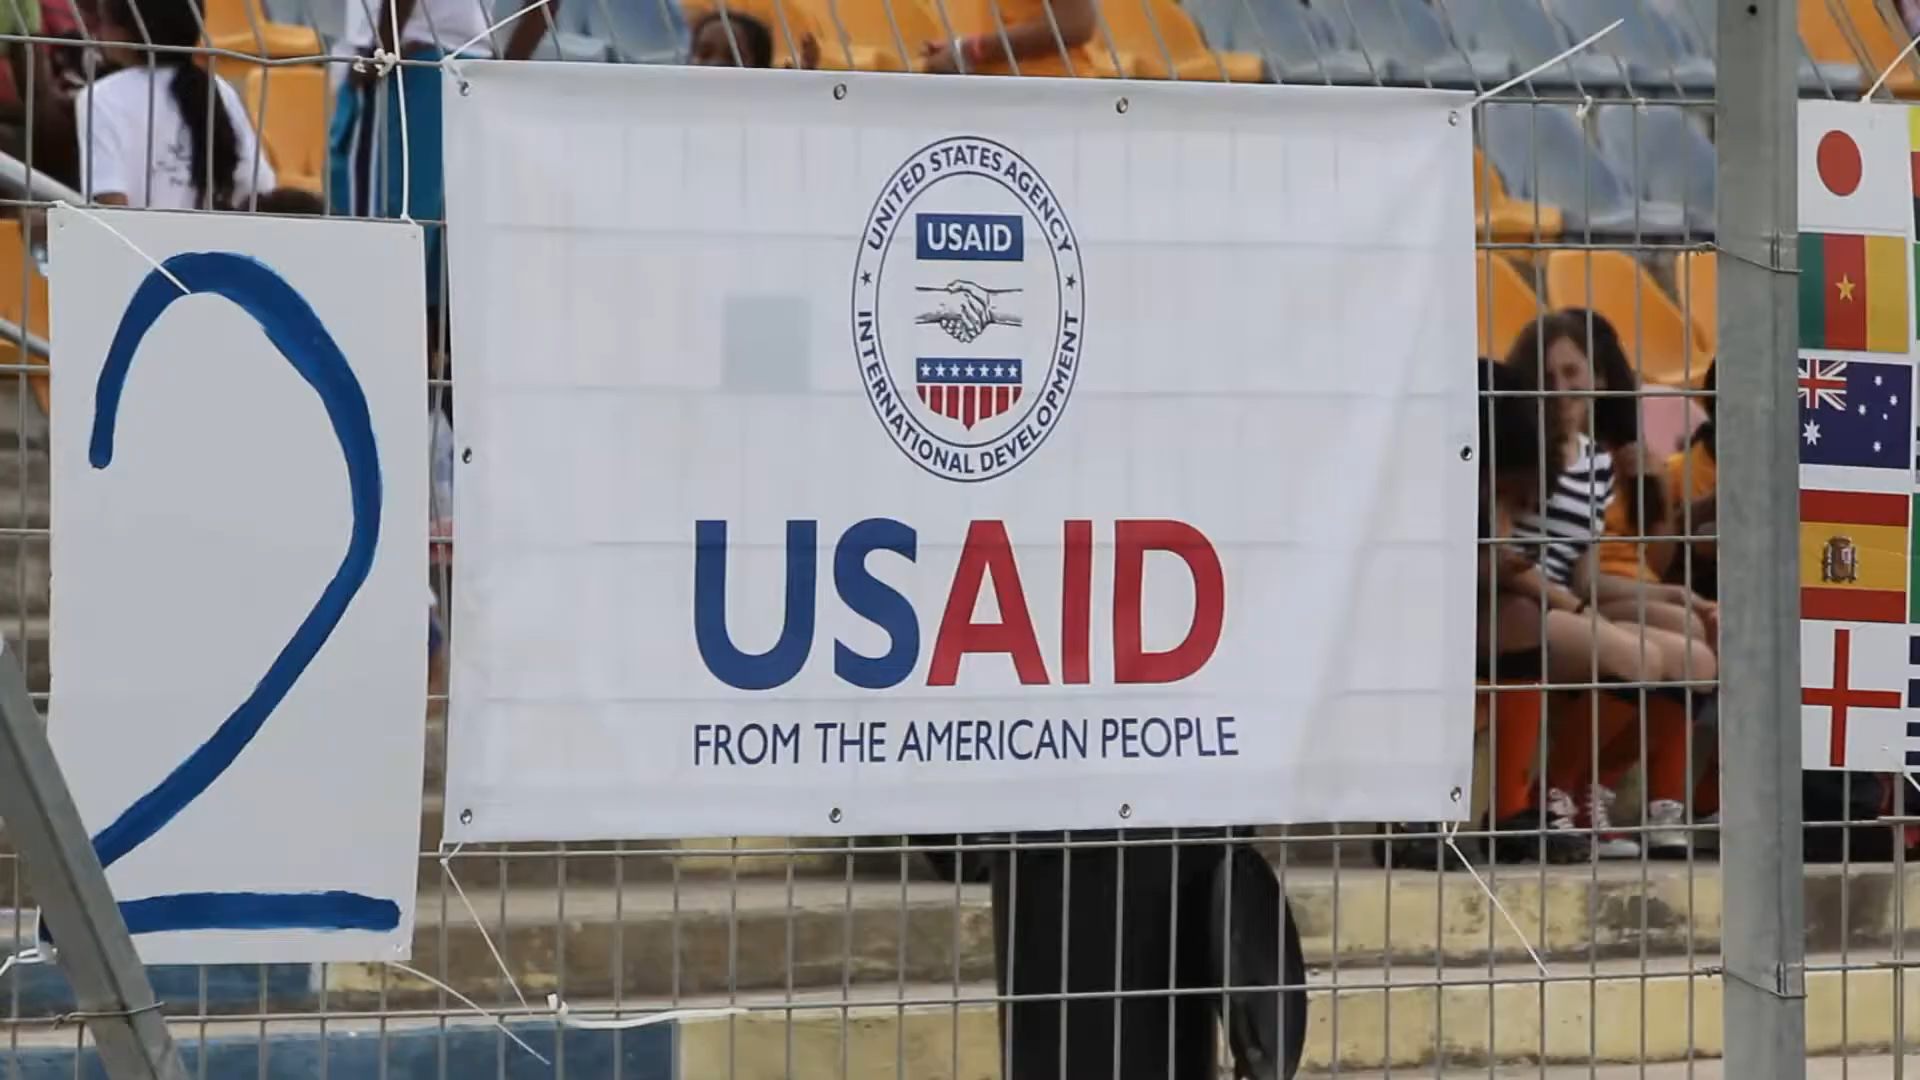 2
UNITED STATES AGENCY
USAID
INTERNATIONAL DEVELOPMENT
USAID
FROM THE AMERICAN PEOPLE